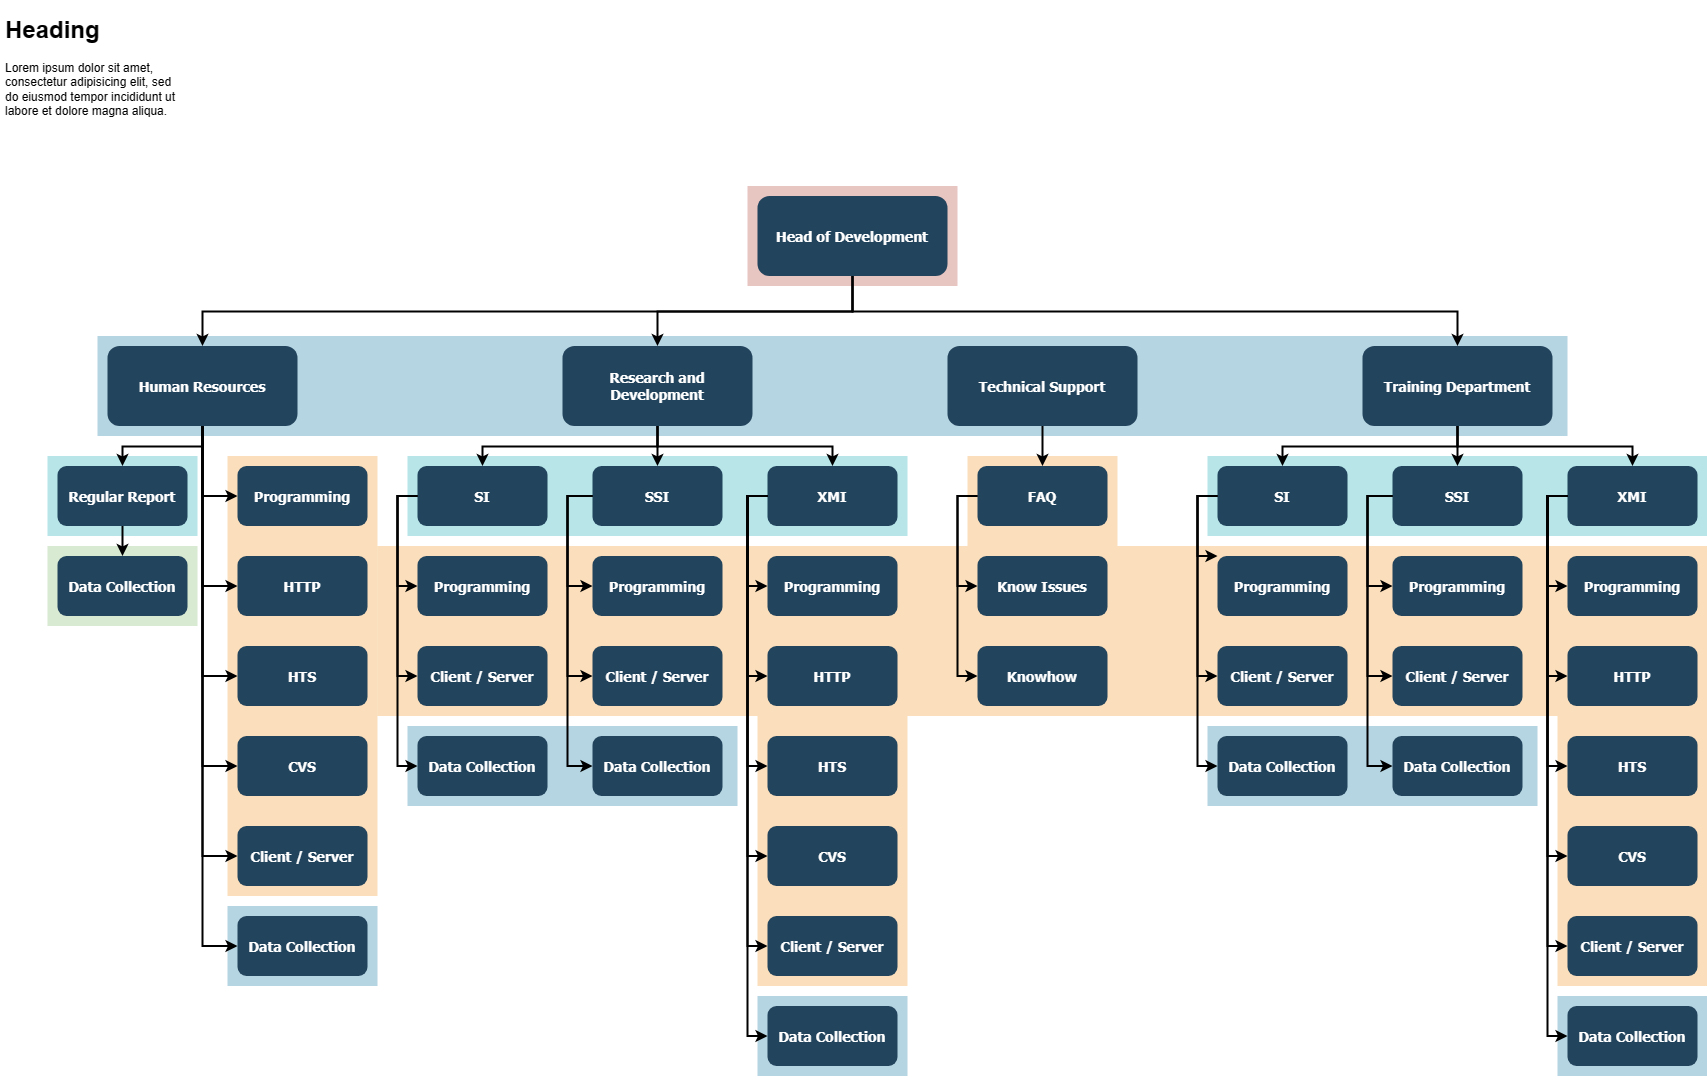 Heading
Lorem ipsum dolor sit amet,
consectetur adipisicing elit, sed
do eiusmod tempor incididunt ut
labore et dolore magna aliqua.
Head of Development
Human Resources
Research and
Development
Technical Support
Training Department
Regular Report
Programming
SI
SSI
XMI
FAQ
SI
SSI
XMI
Data Collection
HTTP
Programming
Programming
Programming
Know Issues
Programming
Programming
Programming
HTS
Client / Server
Client / Server
HTTP
Knowhow
Client / Server
Client / Server
HTTP
CVS
Data Collection
Data Collection
HTS
Data Collection
Data Collection
HTS
Client / Server
CVS
CVS
Data Collection
Client / Server
Client / Server
Data Collection
Data Collection